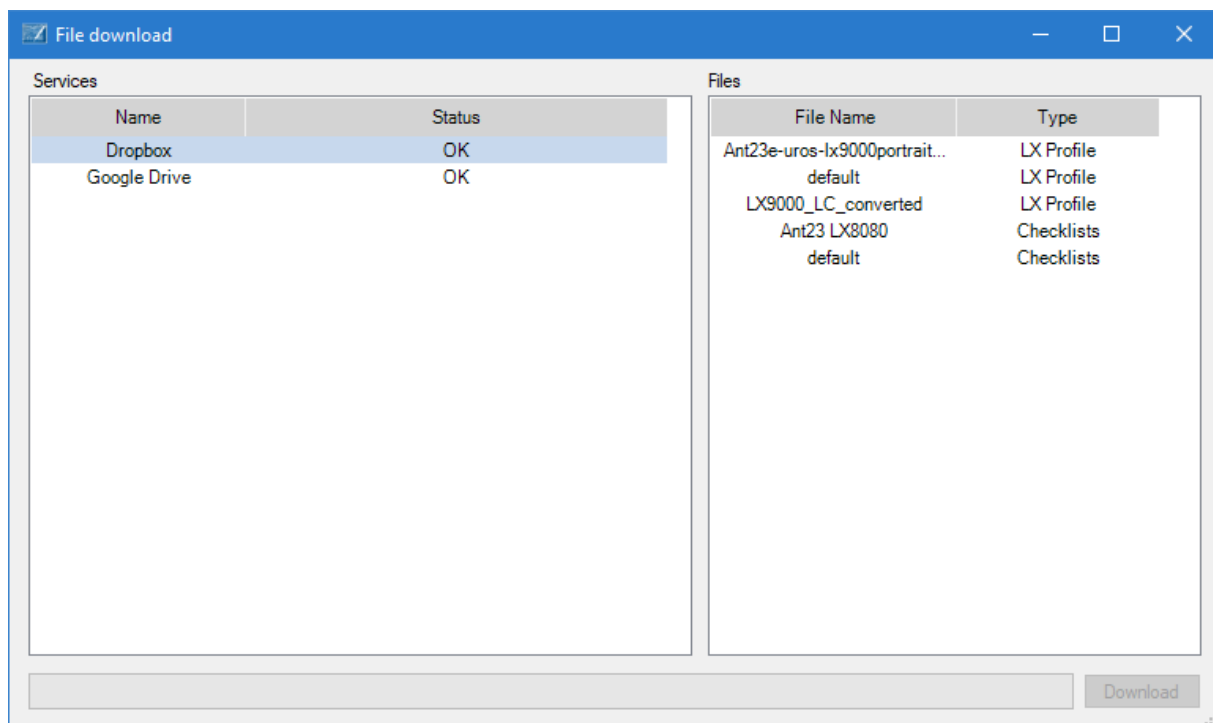 File download
Services
Name Status
Dropbox OK
Google Drive OK
Files
File Name Type
Ant23e-uros-lx9000portrait... LX Profile
default LX Profile
LX9000_LC_converted LX Profile
Ant23 LX8080 Checklists
default Checklists
Download